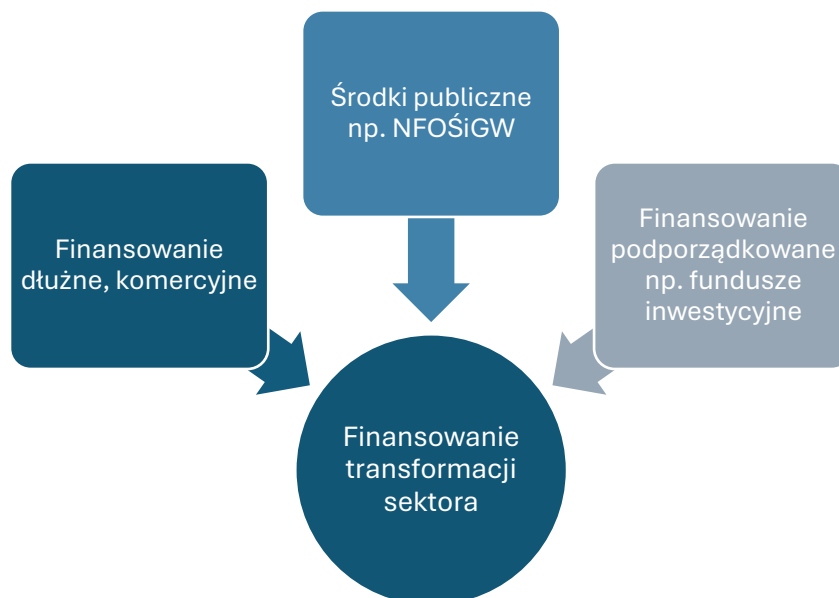 Środki publiczne
np. NFOŚiGW
Finansowanie
dłużne, komercyjne
Finansowanie
podporządkowane
np. fundusze
inwestycyjne
Finansowanie
transformacji
sektora